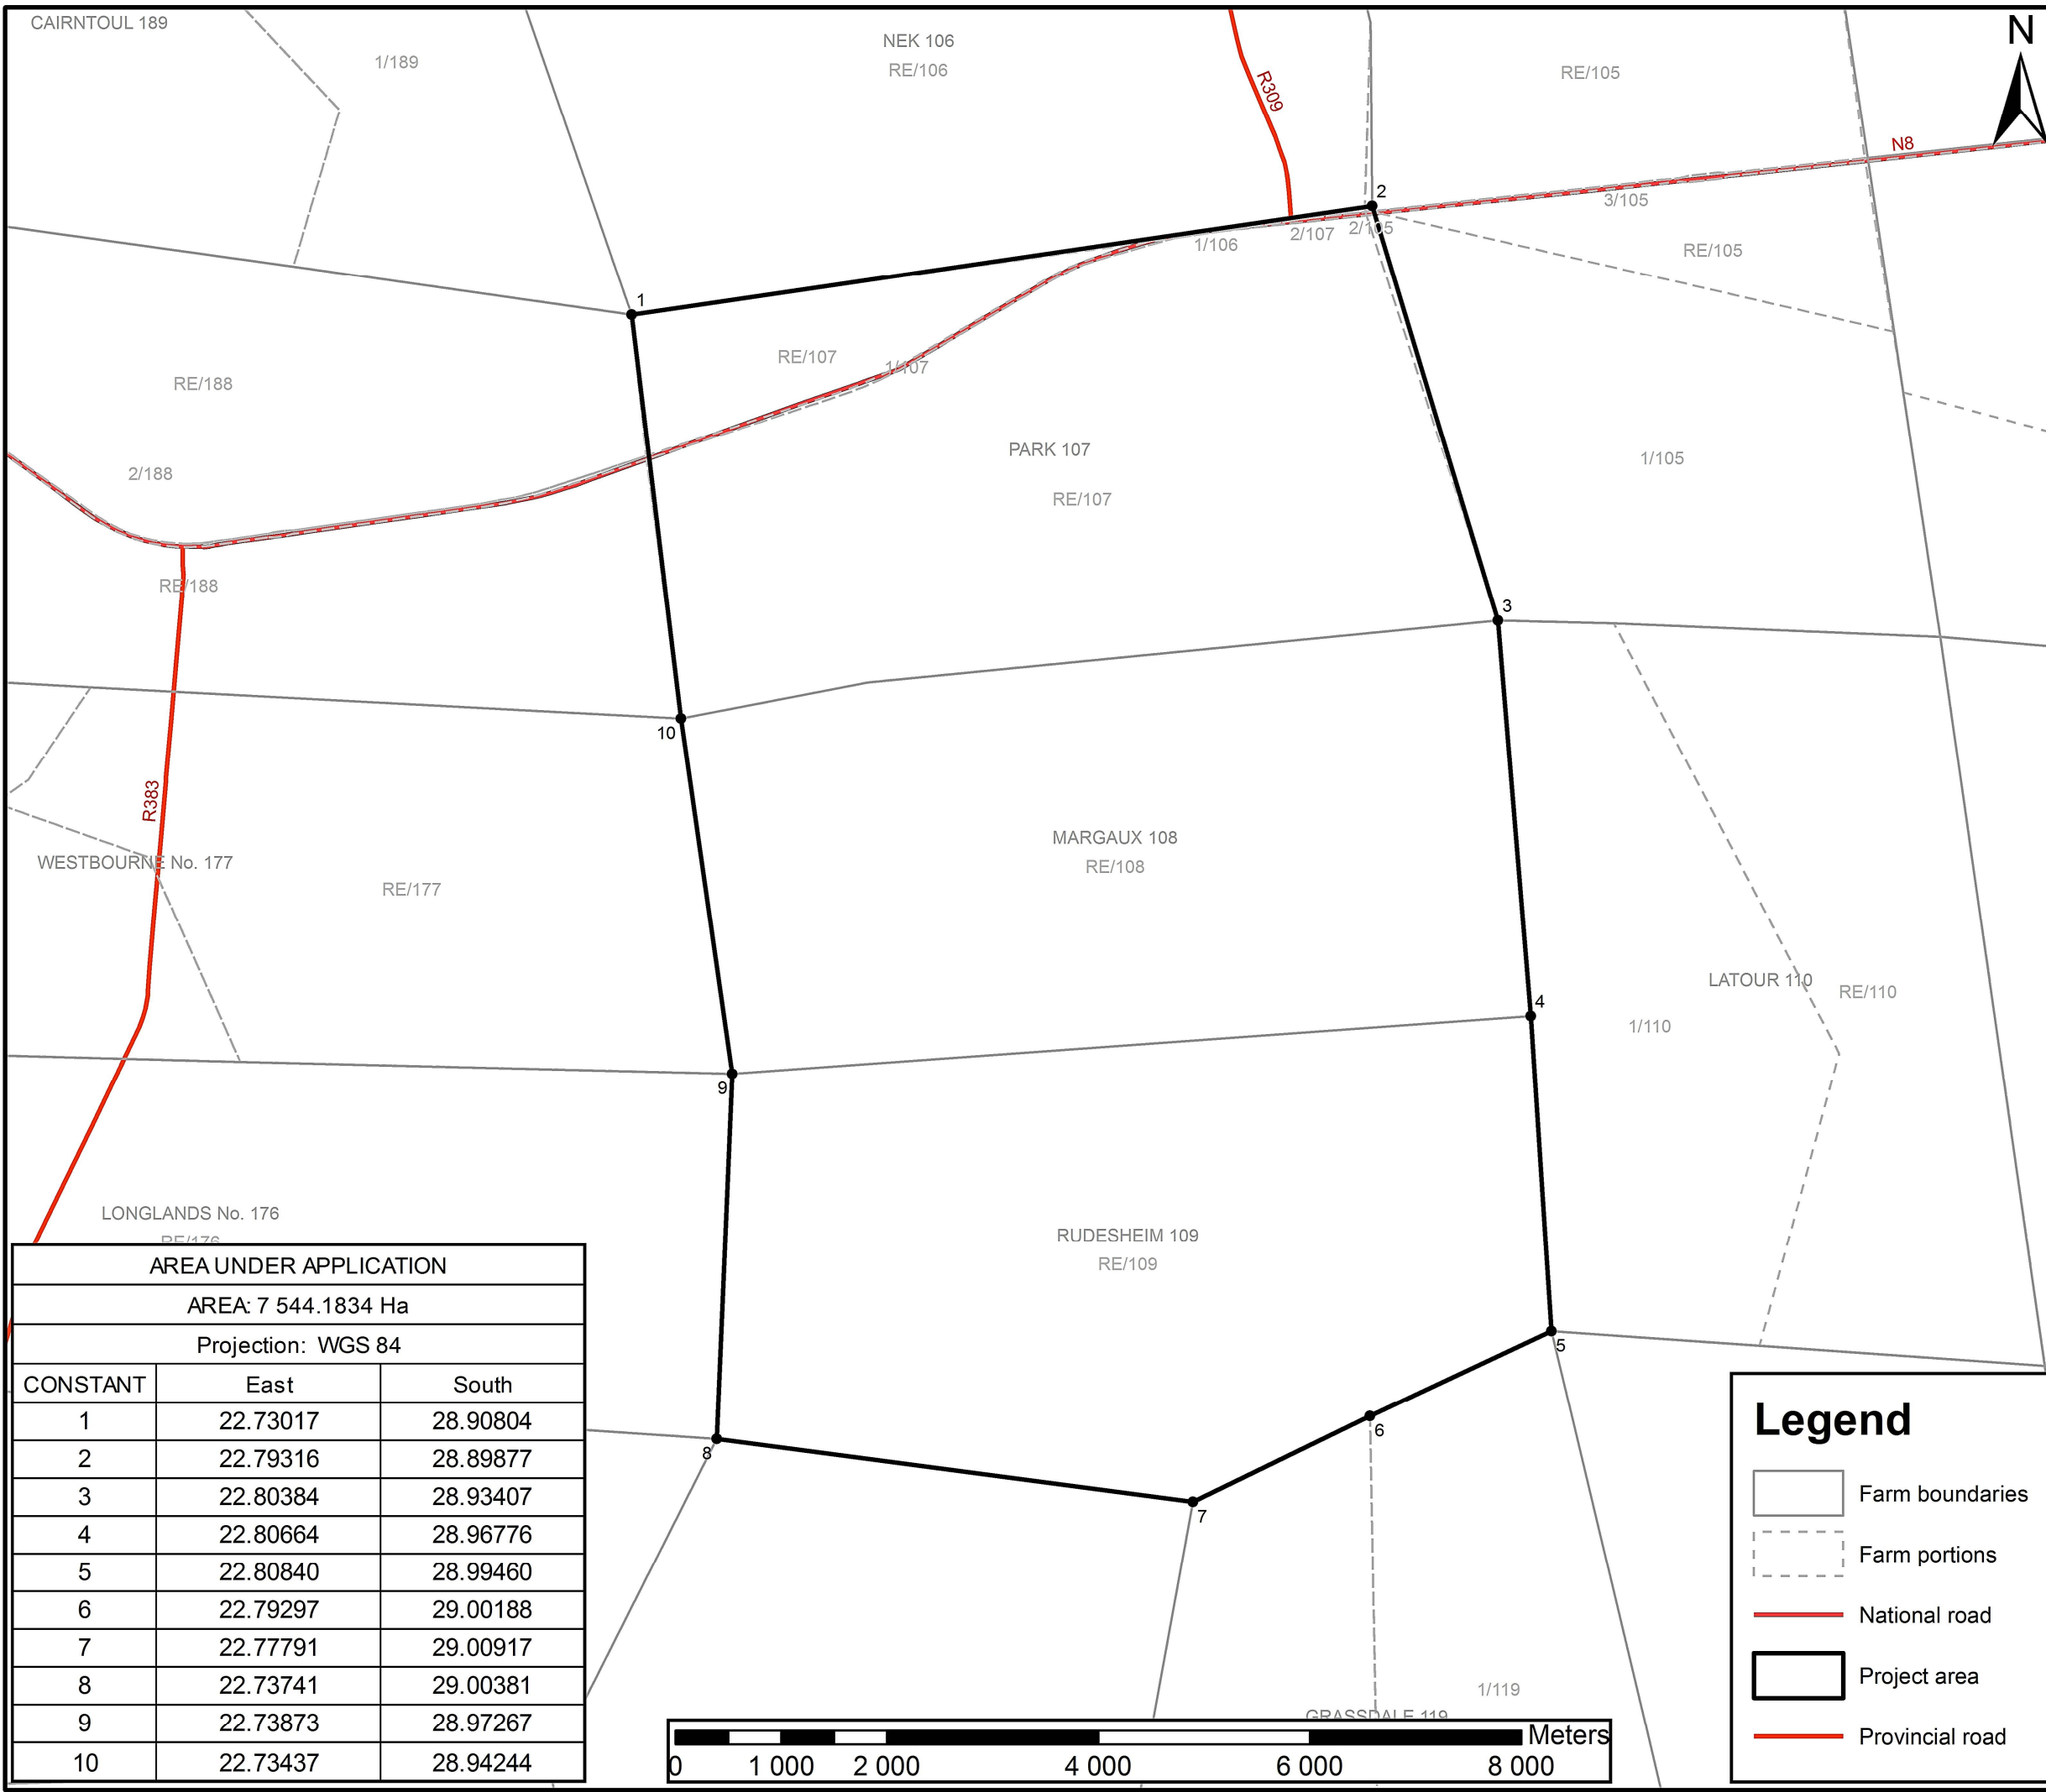 CAIRNTOUL 189
1/189
NEK 106
RE/106
R309
RE/105
N
N8
2
3/105
2/105
2/107
1/106
RE/105
1
RE/107
1/107
RE/188
PARK 107
1/105
2/188
RE/107
RE/188
3
10
R383
MARGAUX 108
WESTBOURNE No. 177
RE/108
RE/177
LATOUR 110
RE/110
4
1/110
9
LONGLANDS No. 176
RE/176
RUDESHEIM 109
RE/109
5
6
8
7
1/119
GRASSDALE 119
AREA UNDER APPLICATION
AREA: 7 544.1834 Ha
Projection: WGS 84
CONSTANT East South
1 22.73017 28.90804
2 22.79316 28.89877
3 22.80384 28.93407
4 22.80664 28.96776
5 22.80840 28.99460
6 22.79297 29.00188
7 22.77791 29.00917
8 22.73741 29.00381
9 22.73873 28.97267
10 22.73437 28.94244
Meters
0 1 000 2 000 4 000 6 000 8 000
Legend
Farm boundaries
Farm portions
National road
Project area
Provincial road